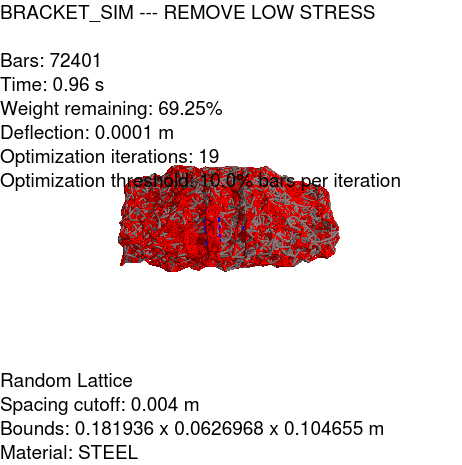 BRACKET_SIM --- REMOVE LOW STRESS
Bars: 72401
Time: 0.96 s
Weight remaining: 69.25%
Deflection: 0.0001 m
Optimization iterations: 19
Optimization threshold: 10.0% bars per iteration
Random Lattice
Spacing cutoff: 0.004 m
Bounds: 0.181936 x 0.0626968 x 0.104655 m
Material: STEEL